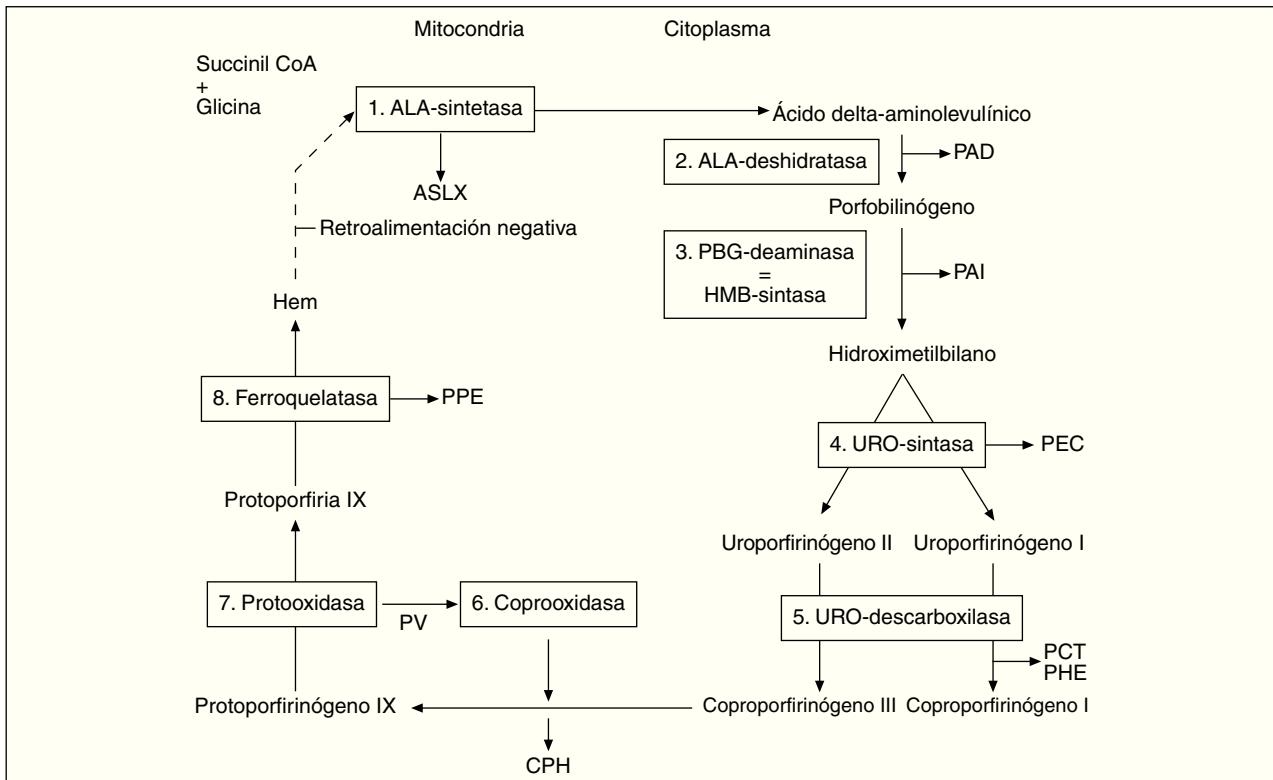 Mitocondria
Citoplasma
Succinil CoA
+
Glicina
1. ALA-sintetasa
Ácido delta-aminolevulínico
2. ALA-deshidratasa
PAD
ASLX
Porfobilinógeno
Retroalimentación negativa
3. PBG-deaminasa
=
HMB-sintasa
PAI
Hem
Hidroximetilbilano
8. Ferroquelatasa
PPE
4. URO-sintasa
PEC
Protoporfiria IX
Uroporfirinógeno II
Uroporfirinógeno I
7. Protooxidasa
PV
6. Coprooxidasa
5. URO-descarboxilasa
PCT
PHE
Protoporfirinógeno IX
Coproporfirinógeno III
Coproporfirinógeno I
CPH